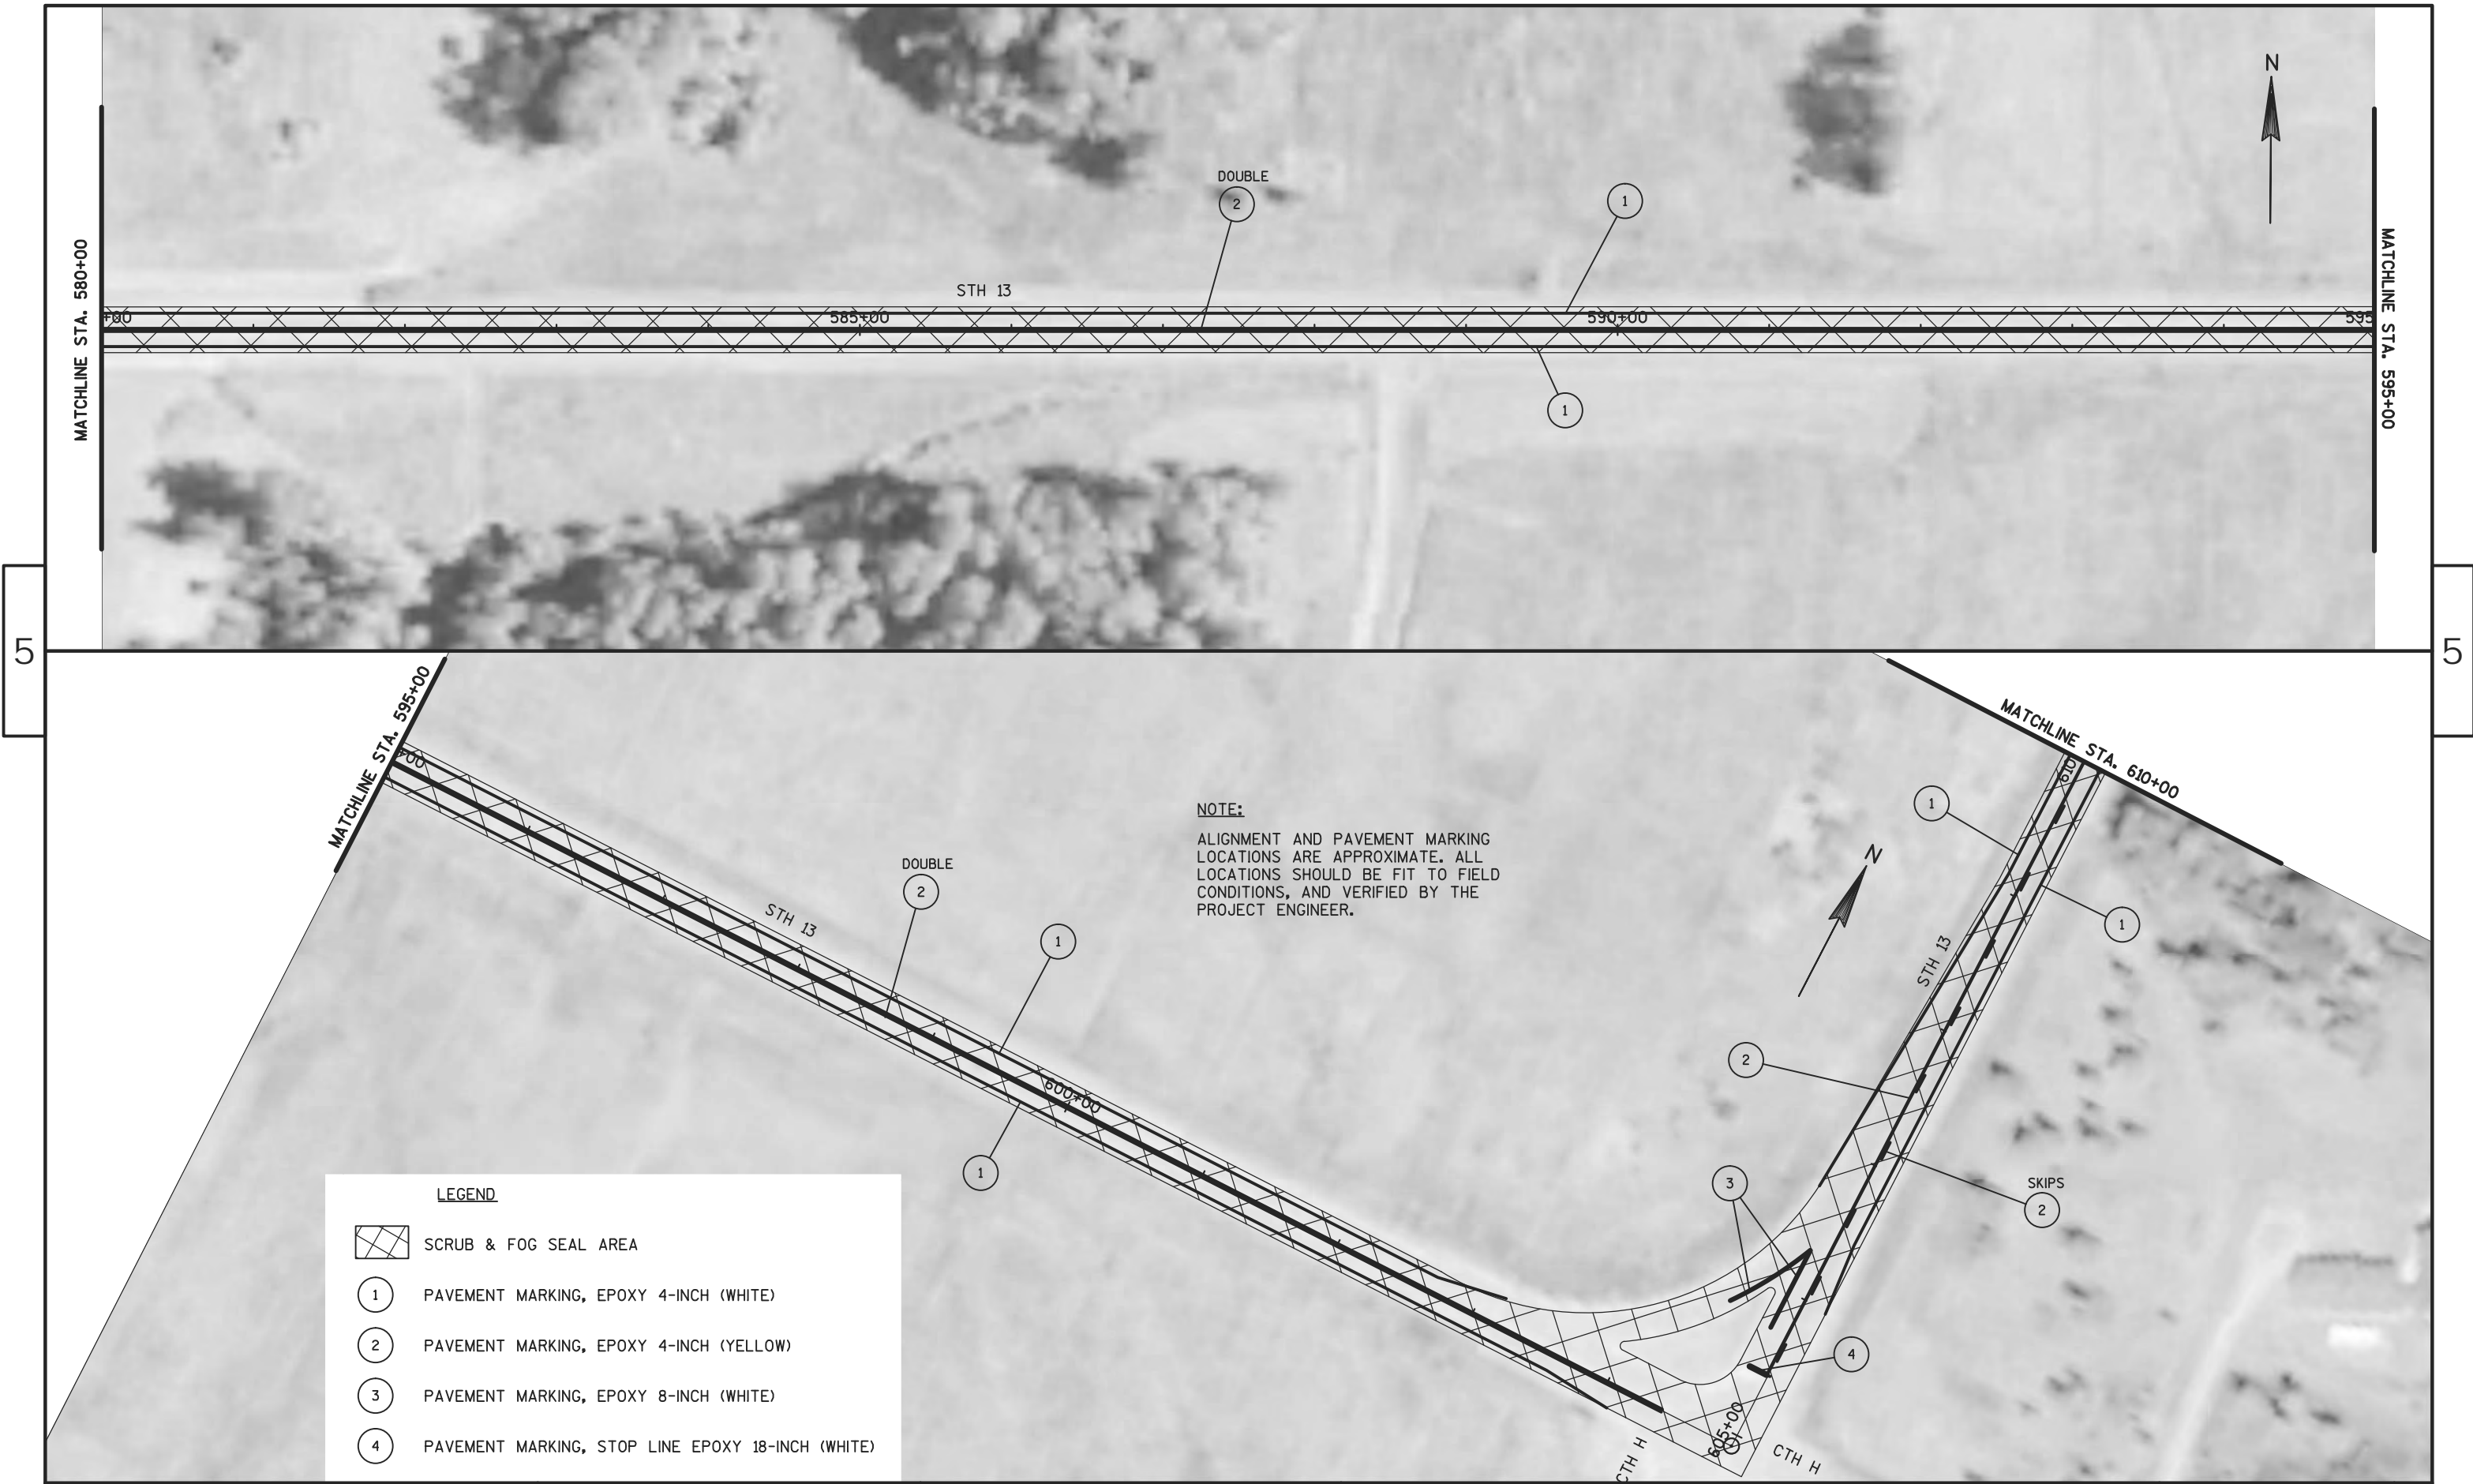 N
DOUBLE
2
1
MATCHLINE STA. 580+00
MATCHLINE STA. 595+00
STH 13
+00
585+00
590+00
595
1
5
5
MATCHLINE STA. 595+00
+00
MATCHLINE STA. 610+00
610
NOTE:
ALIGNMENT AND PAVEMENT MARKING
LOCATIONS ARE APPROXIMATE. ALL
LOCATIONS SHOULD BE FIT TO FIELD
CONDITIONS, AND VERIFIED BY THE
PROJECT ENGINEER.
1
N
DOUBLE
2
STH 13
1
1
STH 13
2
600+00
1
3
SKIPS
2
4
605+00
CTH H
CTH H
LEGEND
SCRUB & FOG SEAL AREA
1 PAVEMENT MARKING, EPOXY 4-INCH (WHITE)
2 PAVEMENT MARKING, EPOXY 4-INCH (YELLOW)
3 PAVEMENT MARKING, EPOXY 8-INCH (WHITE)
4 PAVEMENT MARKING, STOP LINE EPOXY 18-INCH (WHITE)